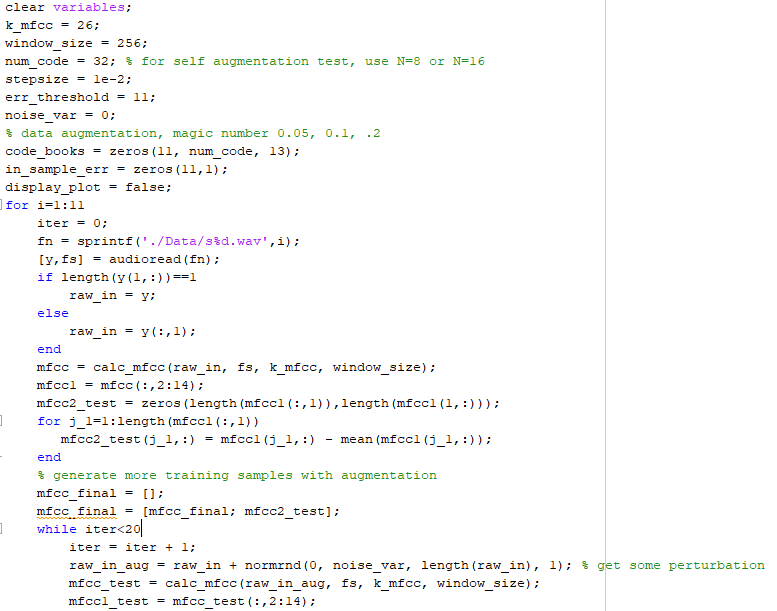 clear variables;
k_mfcc = 26;
window_size = 256;
num_code = 32; % for self augmentation test, use N=8 or N=16
stepsize = 1e-2;
err_threshold = 11;
noise_var = 0;
% data augmentation, magic number 0.05, 0.1, .2
code_books = zeros(11, num_code, 13);
in_sample_err = zeros(11,1);
display_plot = false;
for i=1:11
    iter = 0;
    fn = sprintf('./Data/s%d.wav',i);
    [y,fs] = audioread(fn);
    if length(y(1,:))==1
        raw_in = y;
    else
        raw_in = y(:,1);
    end
    mfcc = calc_mfcc(raw_in, fs, k_mfcc, window_size);
    mfcc1 = mfcc(:,2:14);
    mfcc2_test = zeros(length(mfcc1(:,1)),length(mfcc1(1,:)));
    for j_1=1:length(mfcc1(:,1))
       mfcc2_test(j_1,:) = mfcc1(j_1,:) - mean(mfcc1(j_1,:));
    end
    % generate more training samples with augmentation
    mfcc_final = [];
    mfcc_final = [mfcc_final; mfcc2_test];
    while iter<20
        iter = iter + 1;
        raw_in_aug = raw_in + normrnd(0, noise_var, length(raw_in), 1); % get some perturbation
        mfcc_test = calc_mfcc(raw_in_aug, fs, k_mfcc, window_size);
        mfcc1_test = mfcc_test(:,2:14);